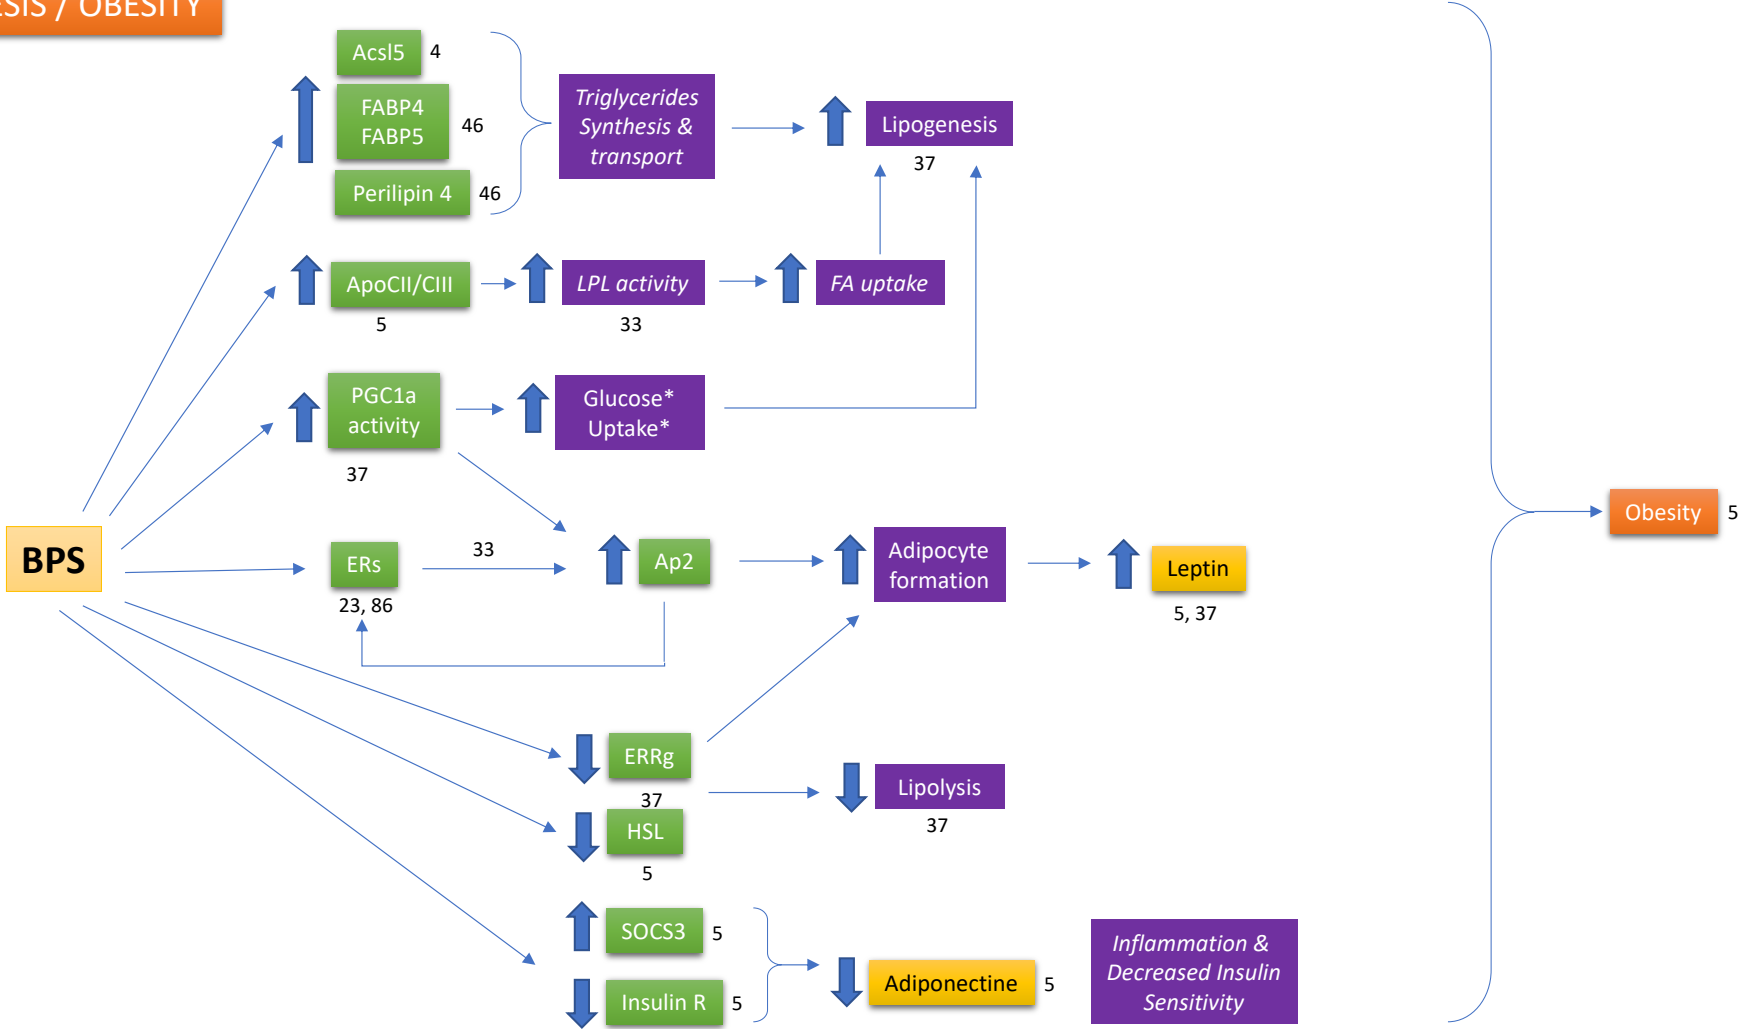 ESIS / OBESITY
Acsl5 4
FABP4
FABP5
46
Perilipin 4 46
Triglycerides
Synthesis &
transport
Lipogenesis
37
ApoCII/CIII
5
LPL activity
33
FA uptake
PGC1a
activity
37
Glucose*
Uptake*
BPS
ERs
23, 86
33
Ap2
Adipocyte
formation
Leptin
5, 37
Obesity 5
ERRg
37
HSL
5
Lipolysis
37
SOCS3 5
Insulin R 5
Adiponectine 5
Inflammation &
Decreased Insulin
Sensitivity